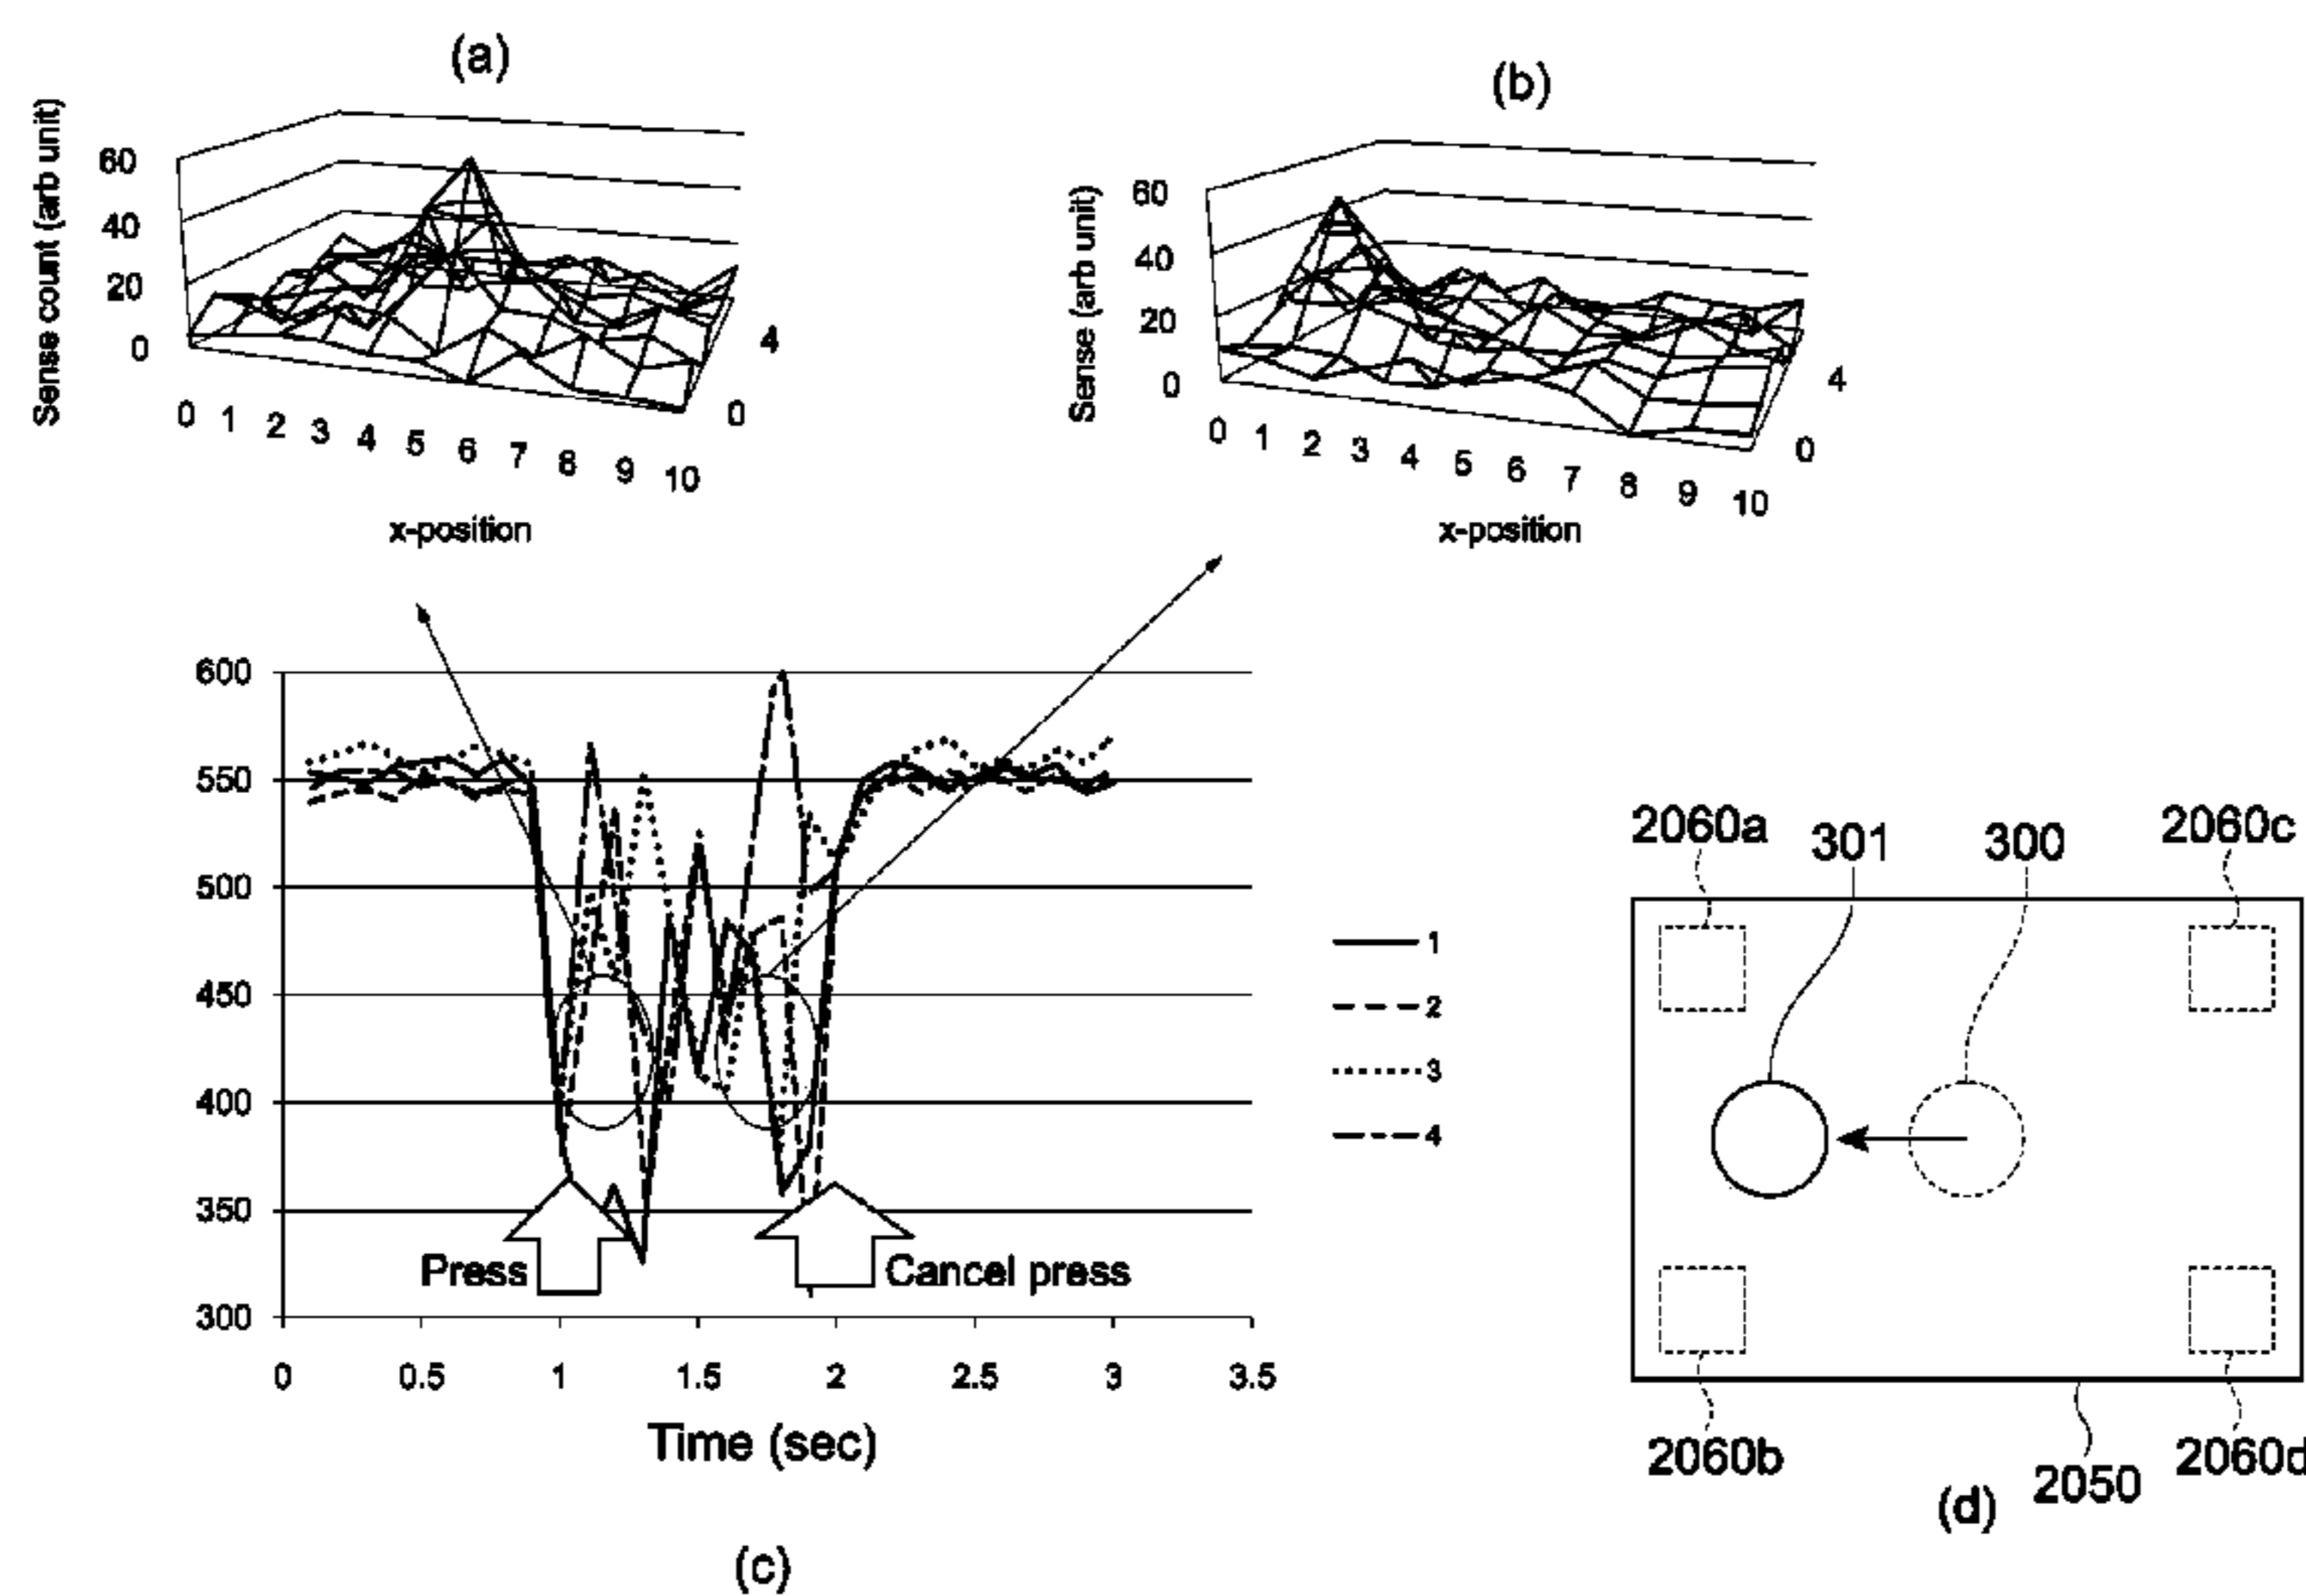 (a)
Sense count (arb unit)
60
40
20
0
0 1 2 3 4 5 6 7 8 9 10
4
0
x-position
(b)
Sense (arb unit)
60
40
20
0
0 1 2 3 4 5 6 7 8 9 10
4
0
x-position
600
550
500
450
400
350
300
Press
Cancel press
0 0.5 1 1.5 2 2.5 3 3.5
Time (sec)
1
2
3
4
(c)
2060a 301 300 2060c
2060b 2050 2060d
(d)